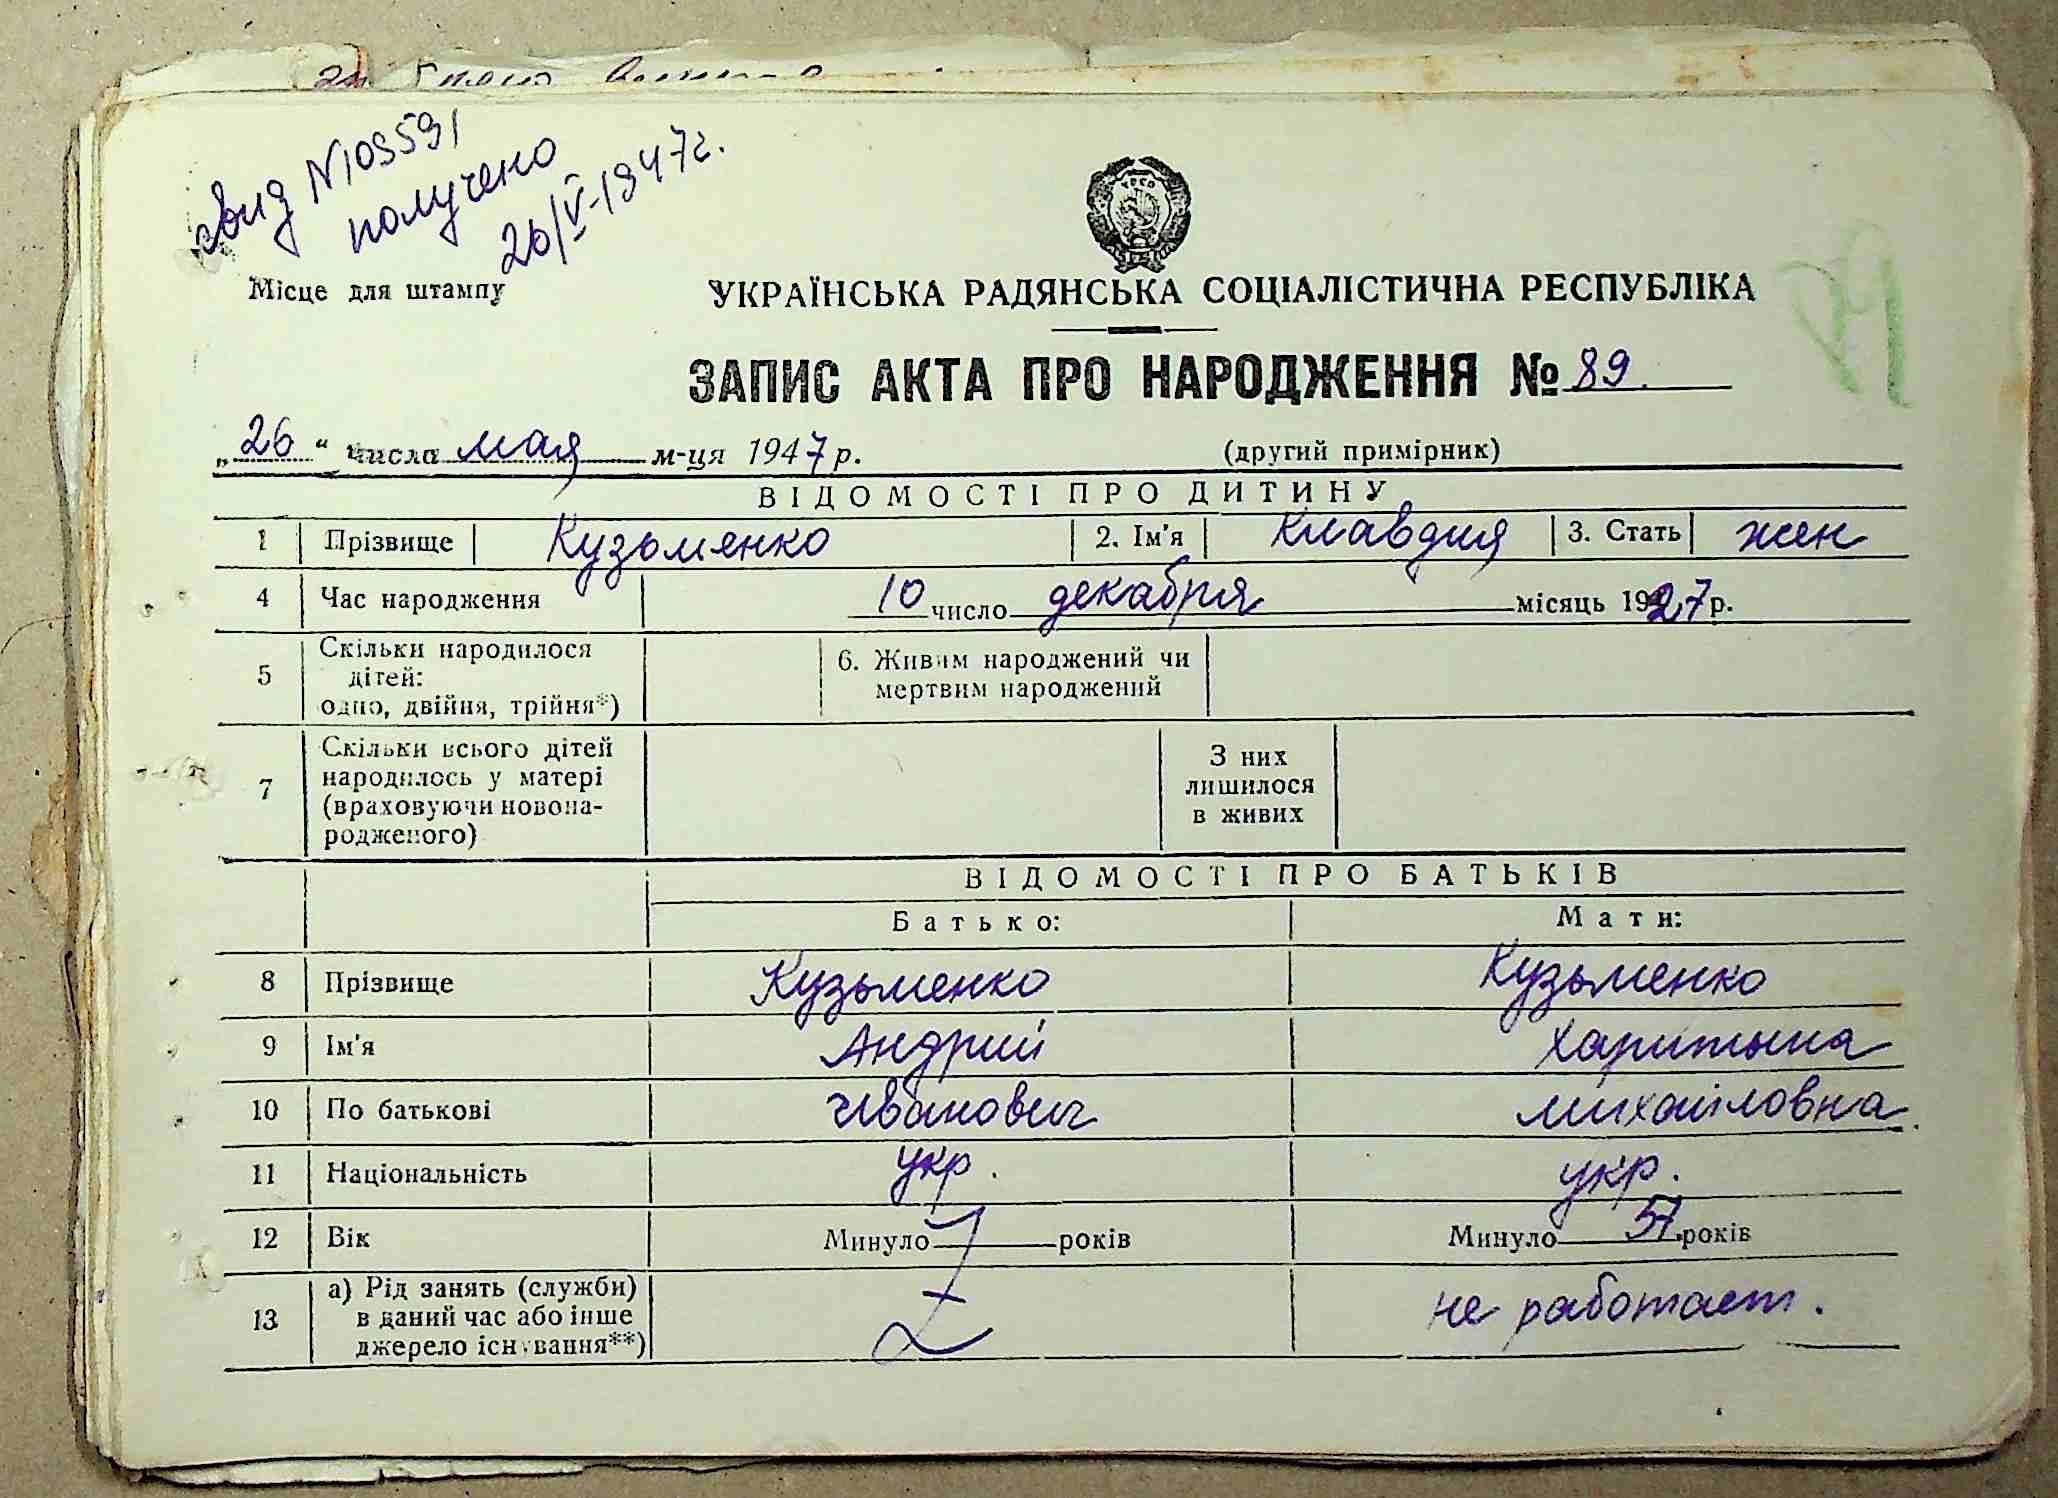 свид N109591
получено
26/V-1947г.
Місце для штампу
УКРАЇНСЬКА РАДЯНСЬКА СОЦІАЛІСТИЧНА РЕСПУБЛІКА
ЗАПИС АКТА ПРО НАРОДЖЕННЯ № 89.
„26“ числа мая м-ця 1947 р. (другий примірник)
ВІДОМОСТІ ПРО ДИТИНУ
1 Прізвище Кузьменко 2. Ім'я Клавдия 3. Стать жен
4 Час народження 10 число декабря місяць 1927 р.
Скільки народилося
5 дітей: 6. Живим народжений чи
одно, двійня, трійня*) мертвим народжений
Скільки всього дітей З них
7 народилось у матері лишилося
(враховуючи новона- в живих
родженого)
ВІДОМОСТІ ПРО БАТЬКІВ
Батько: Мати:
8 Прізвище Кузьменко Кузьменко
9 Ім'я Андрий Харитына
10 По батькові Иванович Михайловна
11 Національність укр. укр.
12 Вік Минуло років Минуло 57 років
а) Рід занять (служби)
13 в даний час або інше не работает.
джерело існування**)